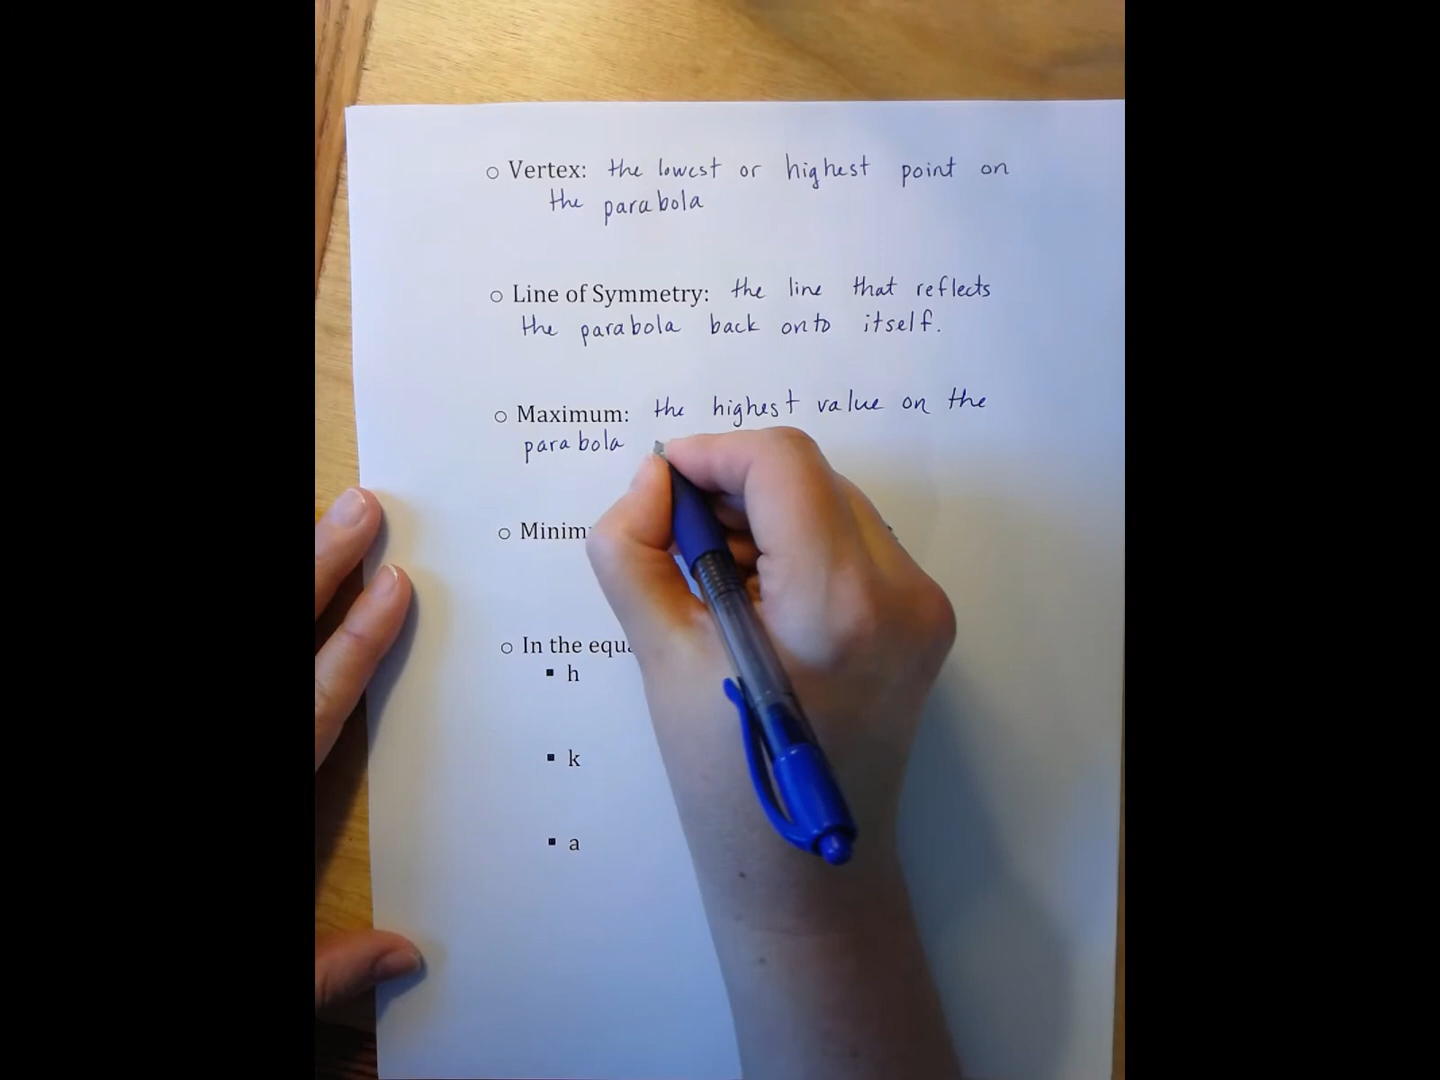 ○ Vertex: the lowest or highest point on
the parabola
○ Line of Symmetry: the line that reflects
the parabola back onto itself.
○ Maximum: the highest value on the
parabola
○ Minim
○ In the equa
▪ h
▪ k
▪ a